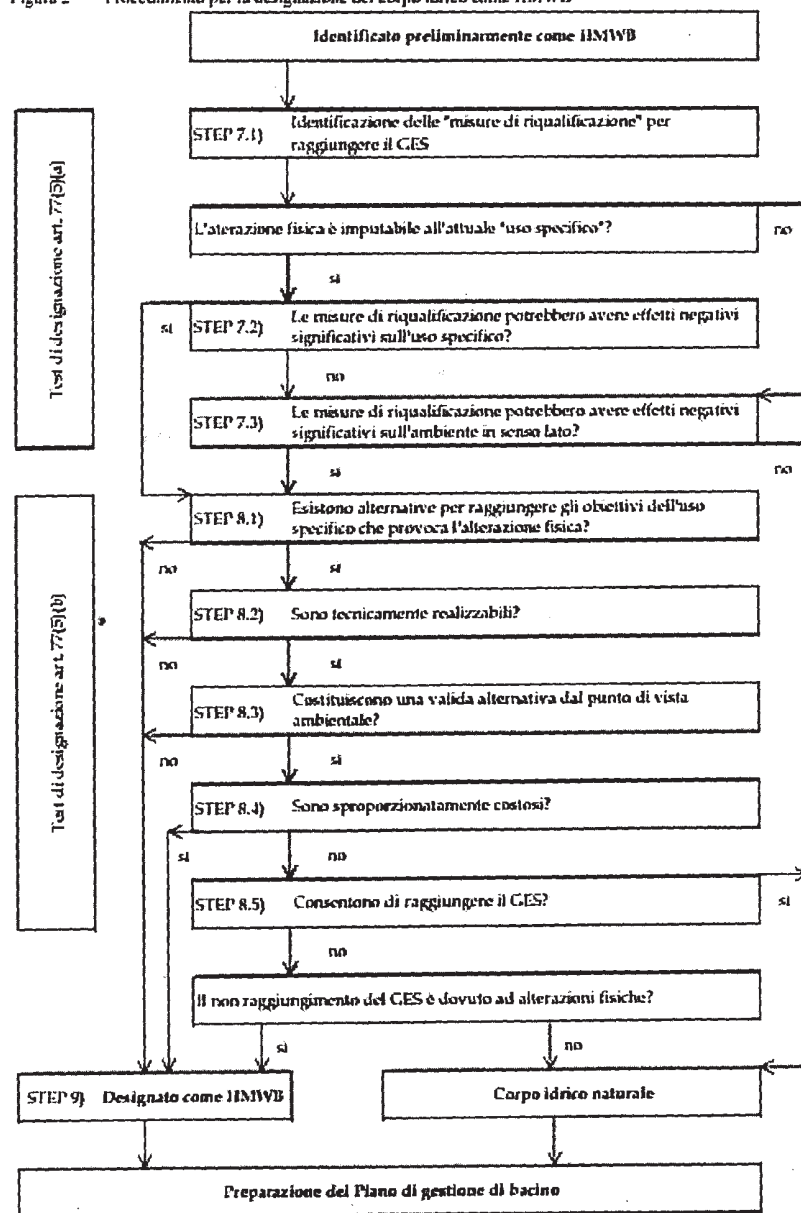 Identificato preliminarmente come HMWB
STEP 7.1) Identificazione delle "misure di riqualificazione" per
raggiungere il GES
L'aterazione fisica è imputabile all'attuale "uso specifico"?
no
si
si
STEP 7.2) Le misure di riqualificazione potrebbero avere effetti negativi
significativi sull'uso specifico?
no
STEP 7.3) Le misure di riqualificazione potrebbero avere effetti negativi
significativi sull'ambiente in senso lato?
no
si
Test di designazione art. 77(5)(a)
STEP 8.1) Esistono alternative per raggiungere gli obiettivi dell'uso
specifico che provoca l'alterazione fisica?
no
si
STEP 8.2) Sono tecnicamente realizzabili?
no
si
STEP 8.3) Costituiscono una valida alternativa dal punto di vista
ambientale?
no
si
STEP 8.4) Sono sproporzionatamente costosi?
si
no
STEP 8.5) Consentono di raggiungere il GES?
si
no
Test di designazione art. 77(5)(b)
Il non raggiungimento del GES è dovuto ad alterazioni fisiche?
si
no
STEP 9) Designato come HMWB
Corpo idrico naturale
Preparazione del Piano di gestione di bacino